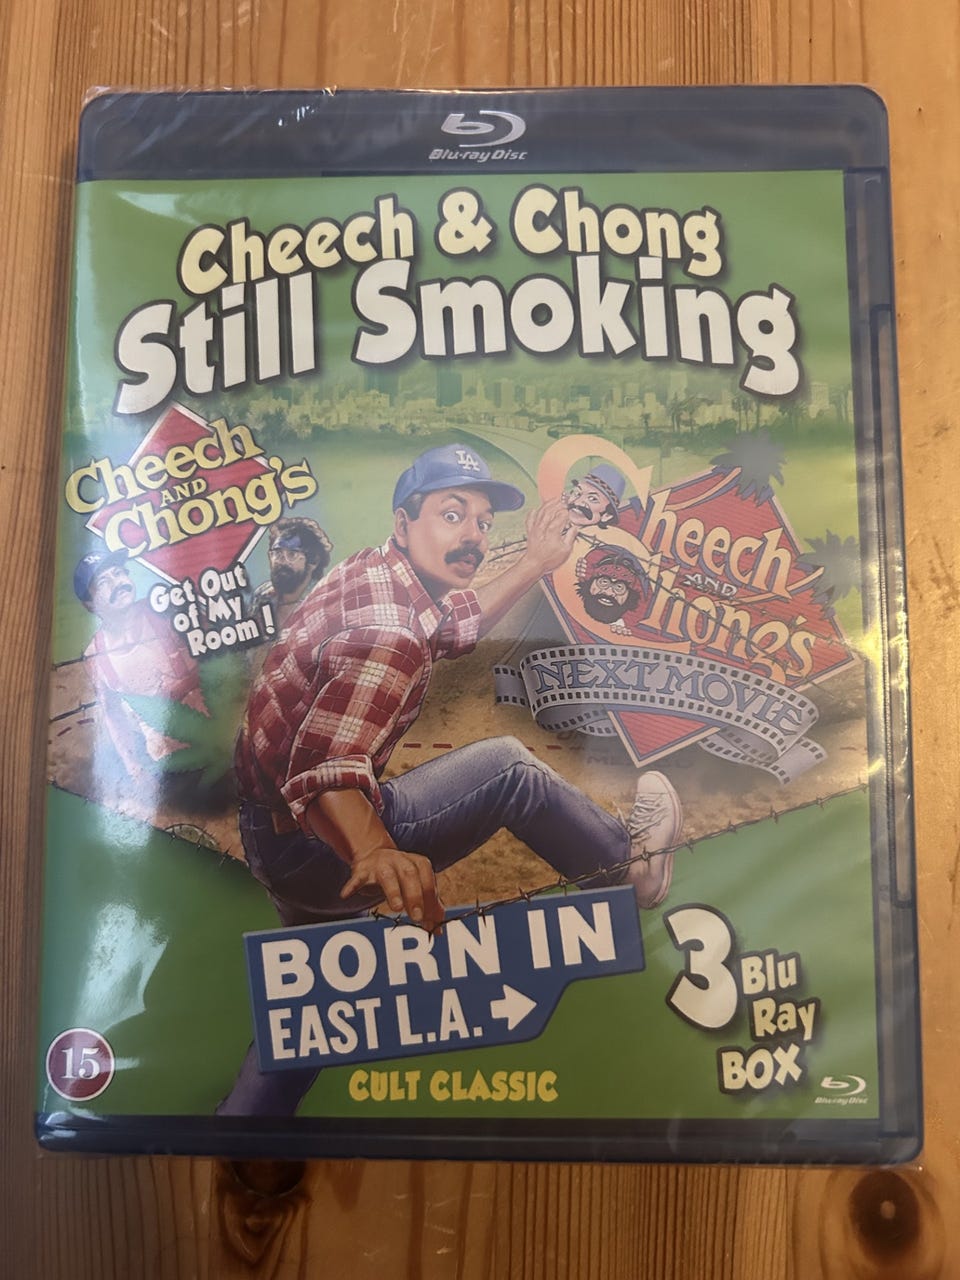 Blu-ray Disc
Cheech & Chong
Still Smoking
Cheech
AND
Chong's
Get Out
of My
Room!
LA
Cheech
AND
Chong's
NEXT MOVIE
BORN IN
EAST L.A.
CULT CLASSIC
3 Blu
Ray
BOX
15
Blu-ray Disc